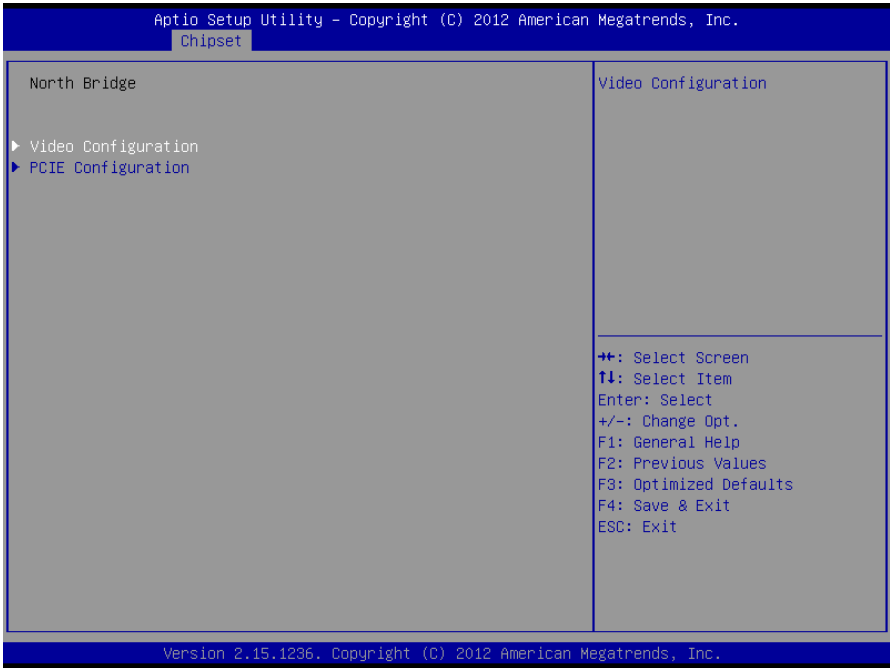 Aptio Setup Utility – Copyright (C) 2012 American Megatrends, Inc.
Chipset
North Bridge
Video Configuration
PCIE Configuration
Video Configuration
→←: Select Screen
↑↓: Select Item
Enter: Select
+/-: Change Opt.
F1: General Help
F2: Previous Values
F3: Optimized Defaults
F4: Save & Exit
ESC: Exit
Version 2.15.1236. Copyright (C) 2012 American Megatrends, Inc.